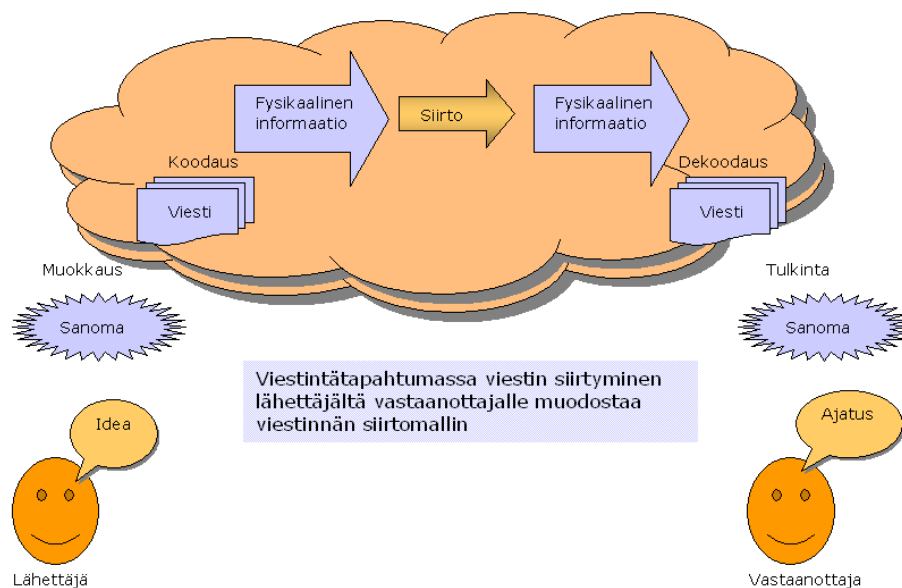 Fysikaalinen
informaatio
Siirto
Fysikaalinen
informaatio
Koodaus
Dekoodaus
Viesti
Viesti
Muokkaus
Tulkinta
Sanoma
Sanoma
Viestintätapahtumassa viestin siirtyminen
lähettäjältä vastaanottajalle muodostaa
viestinnän siirtomallin
Idea
Ajatus
Lähettäjä
Vastaanottaja